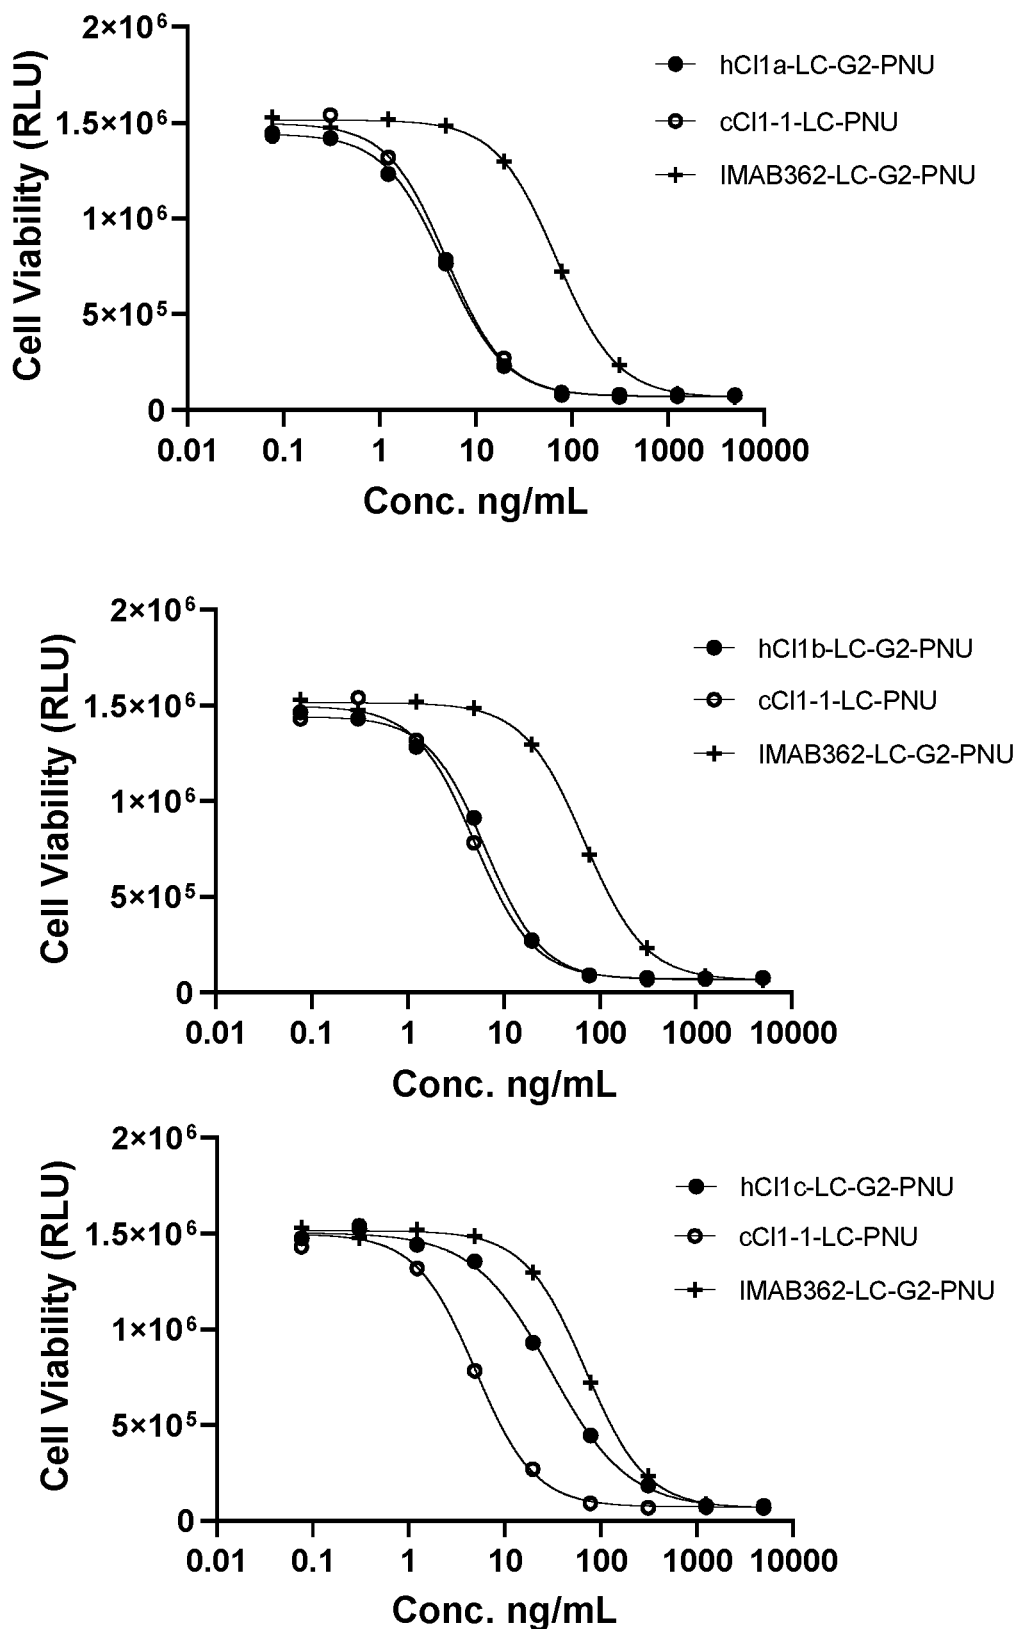 2×10⁶
1.5×10⁶
1×10⁶
5×10⁵
0
Cell Viability (RLU)
hCl1a-LC-G2-PNU
cCl1-1-LC-PNU
IMAB362-LC-G2-PNU
0.01 0.1 1 10 100 1000 10000
Conc. ng/mL
2×10⁶
1.5×10⁶
1×10⁶
5×10⁵
0
Cell Viability (RLU)
hCl1b-LC-G2-PNU
cCl1-1-LC-PNU
IMAB362-LC-G2-PNU
0.01 0.1 1 10 100 1000 10000
Conc. ng/mL
2×10⁶
1.5×10⁶
1×10⁶
5×10⁵
0
Cell Viability (RLU)
hCl1c-LC-G2-PNU
cCl1-1-LC-PNU
IMAB362-LC-G2-PNU
0.01 0.1 1 10 100 1000 10000
Conc. ng/mL